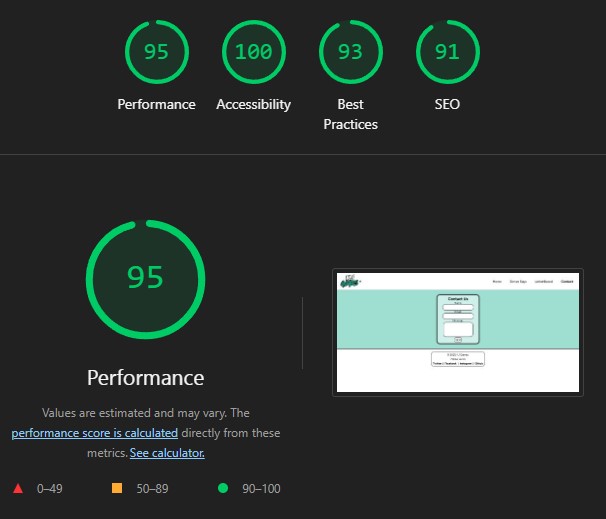 95
100
93
91
Performance
Accessibility
Best
Practices
SEO
95
Performance
Values are estimated and may vary. The
performance score is calculated directly from these
metrics. See calculator.
0–49
50–89
90–100
Home
Contact
Contact Us